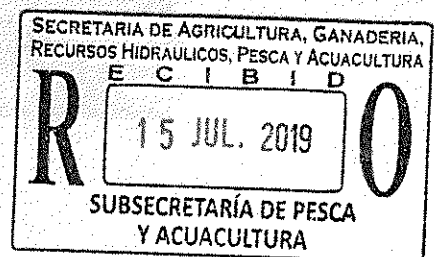 SECRETARIA DE AGRICULTURA, GANADERIA,
RECURSOS HIDRAULICOS, PESCA Y ACUACULTURA
R E C I B I D O
15 JUL. 2019
SUBSECRETARÍA DE PESCA
Y ACUACULTURA